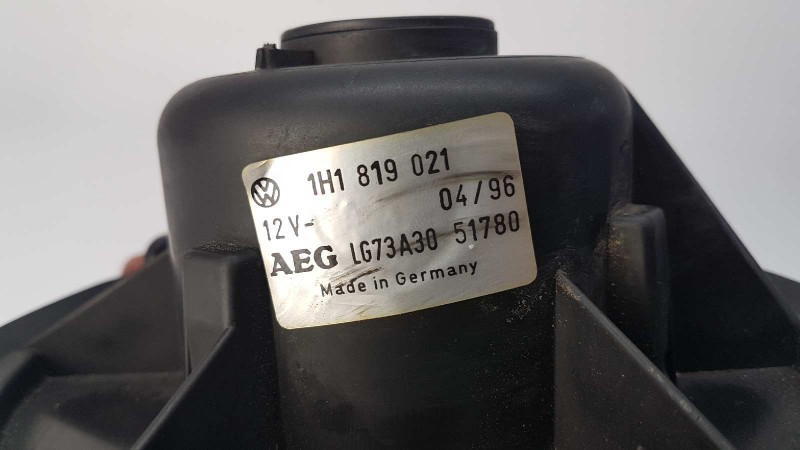 1H1 819 021
04/96
12V-
AEG LG73A30 51780
Made in Germany